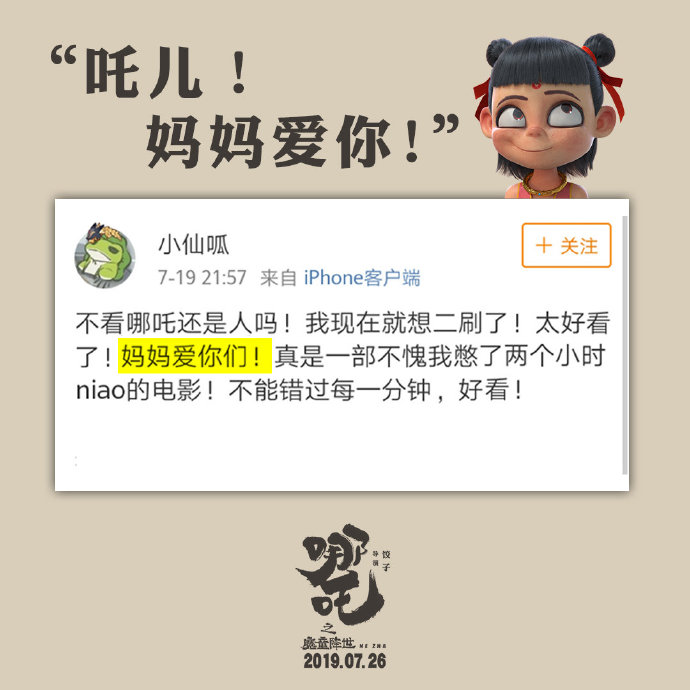 “吒儿！
妈妈爱你!”
小仙呱
7-19 21:57 来自 iPhone客户端
+ 关注
不看哪吒还是人吗！我现在就想二刷了！太好看
了！妈妈爱你们！真是一部不愧我憋了两个小时
niao的电影！不能错过每一分钟，好看！
哪吒
导演
饺子
之
魔童降世 NE ZHA
2019.07.26